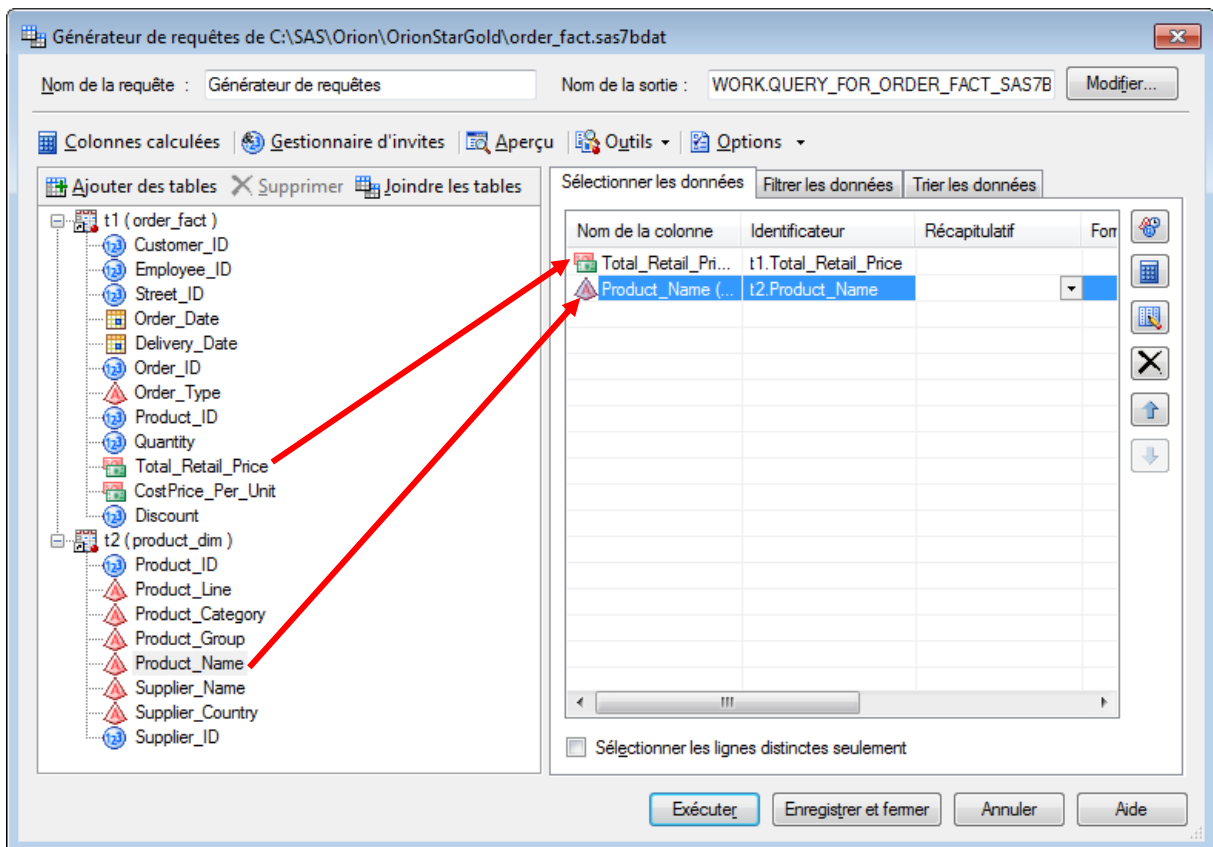 Générateur de requêtes de C:\SAS\Orion\OrionStarGold\order_fact.sas7bdat
Nom de la requête : Générateur de requêtes Nom de la sortie : WORK.QUERY_FOR_ORDER_FACT_SAS7B Modifier...
Colonnes calculées Gestionnaire d'invites Aperçu Outils Options
Ajouter des tables Supprimer Joindre les tables
Sélectionner les données Filtrer les données Trier les données
t1 ( order_fact )
Customer_ID
Employee_ID
Street_ID
Order_Date
Delivery_Date
Order_ID
Order_Type
Product_ID
Quantity
Total_Retail_Price
CostPrice_Per_Unit
Discount
t2 ( product_dim )
Product_ID
Product_Line
Product_Category
Product_Group
Product_Name
Supplier_Name
Supplier_Country
Supplier_ID
Nom de la colonne Identificateur Récapitulatif Form
Total_Retail_Pri... t1.Total_Retail_Price
Product_Name (... t2.Product_Name
Sélectionner les lignes distinctes seulement
Exécuter Enregistrer et fermer Annuler Aide